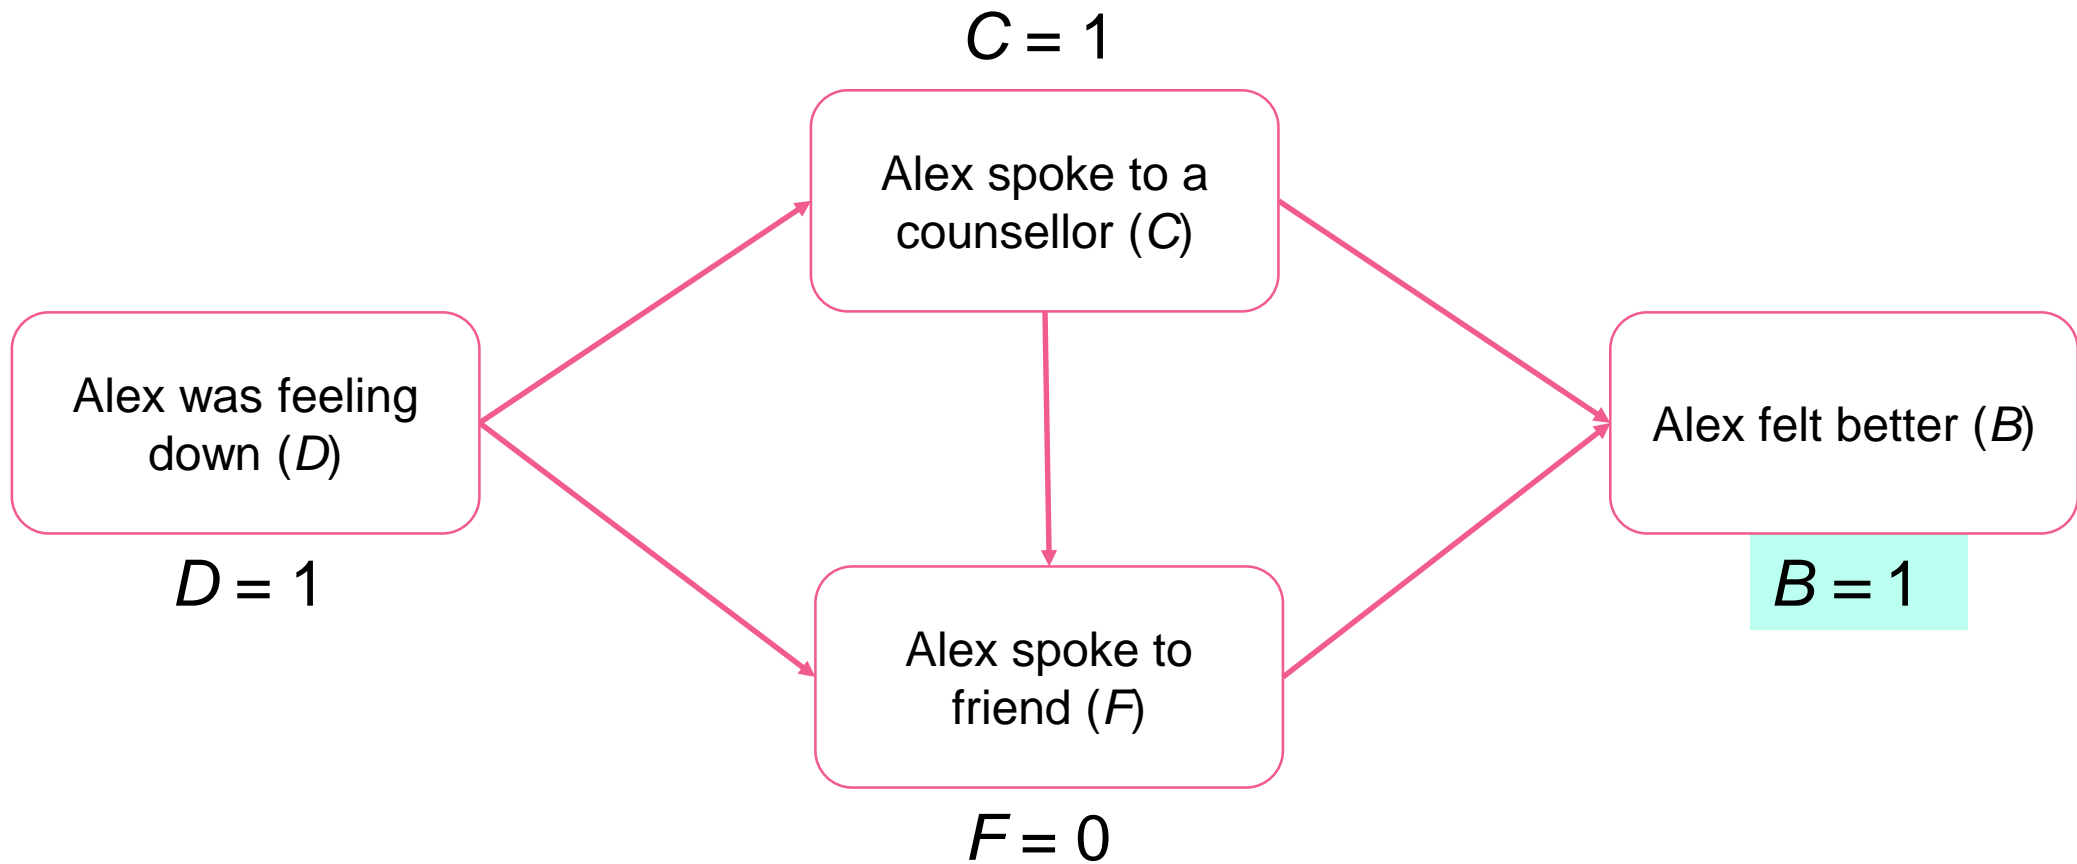 C = 1
Alex spoke to a
counsellor (C)
Alex was feeling
down (D)
D = 1
Alex felt better (B)
B = 1
Alex spoke to
friend (F)
F = 0